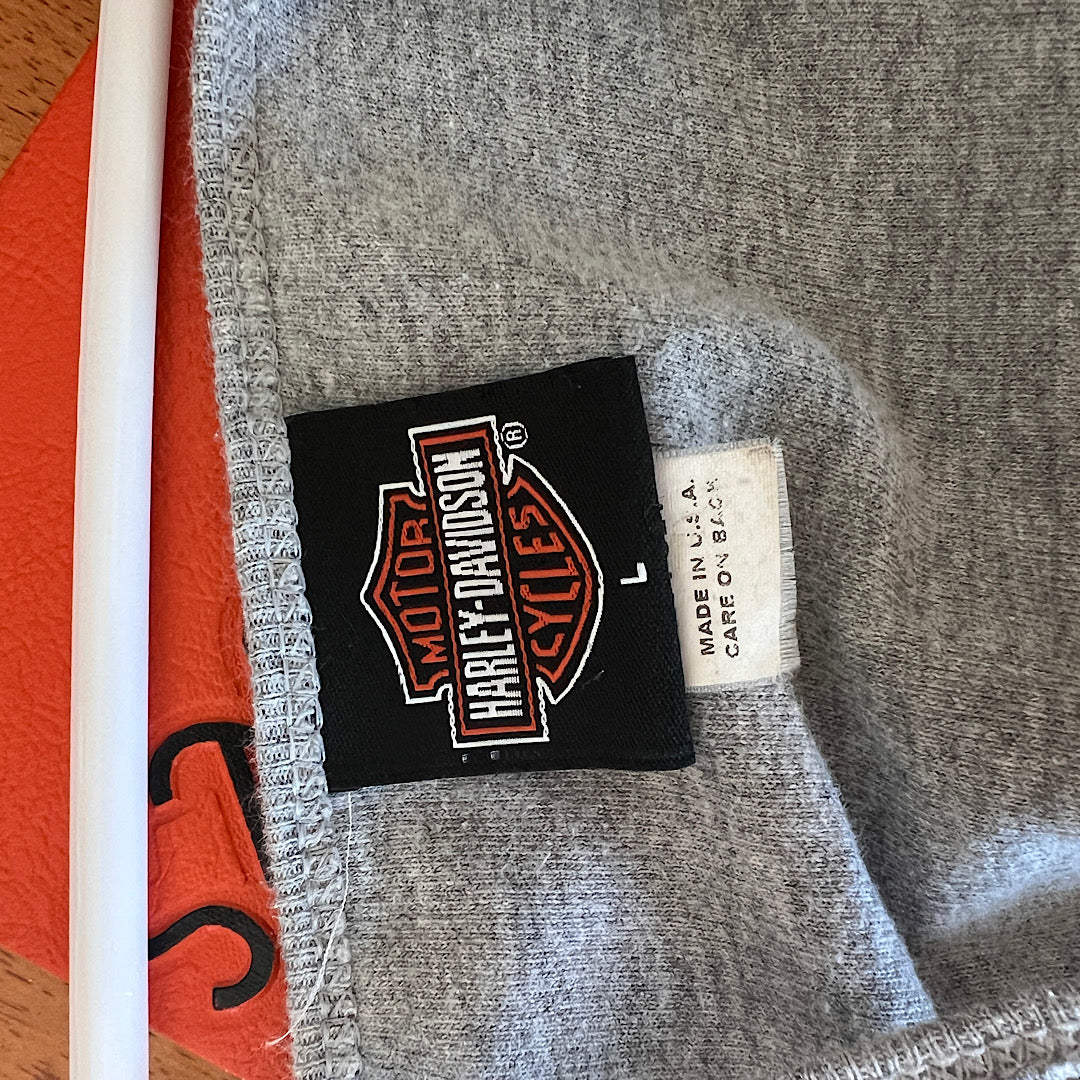 MOTOR
HARLEY-DAVIDSON
CYCLES
®
L
MADE IN U.S.A.
CARE ON BACK